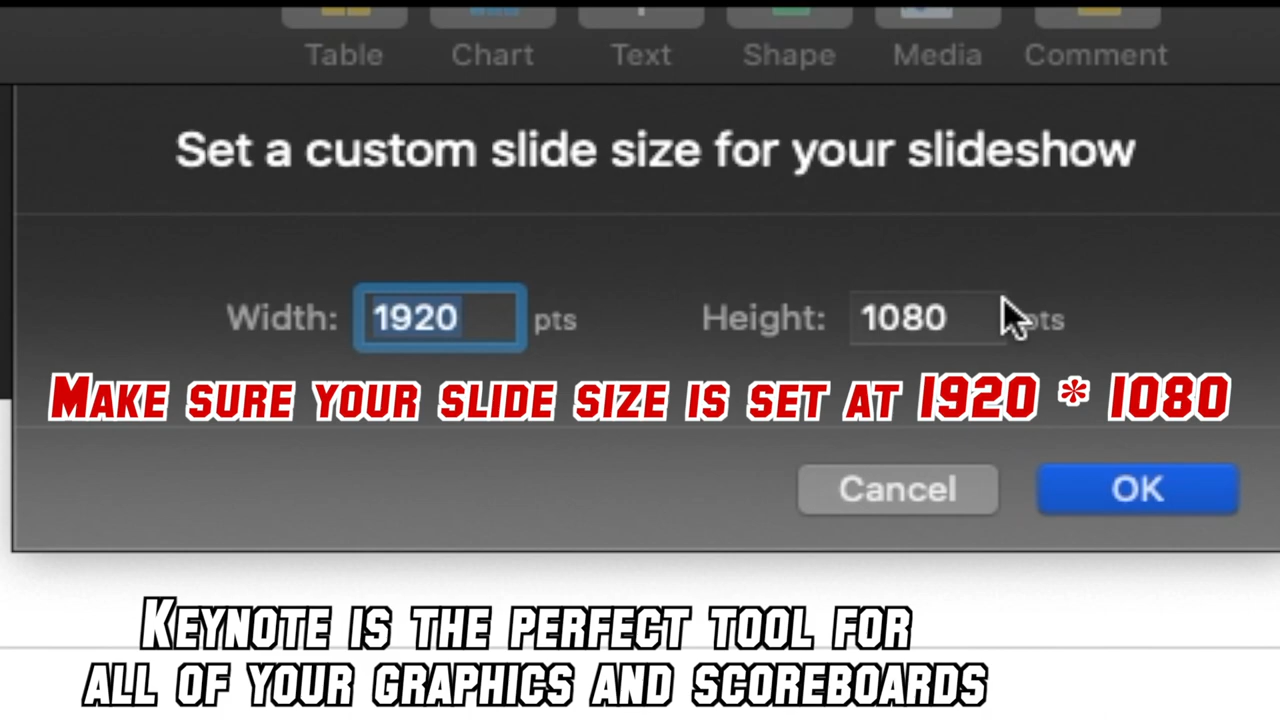 Table Chart Text Shape Media Comment
Set a custom slide size for your slideshow
Width: 1920 pts Height: 1080 pts
MAKE SURE YOUR SLIDE SIZE IS SET AT 1920 * 1080
Cancel OK
KEYNOTE IS THE PERFECT TOOL FOR
ALL OF YOUR GRAPHICS AND SCOREBOARDS